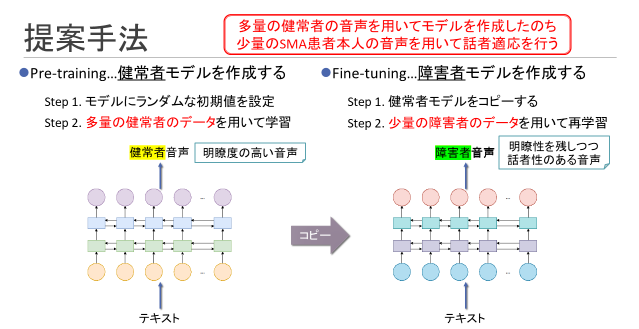 提案手法
多量の健常者の音声を用いてモデルを作成したのち
少量のSMA患者本人の音声を用いて話者適応を行う
●Pre-training…健常者モデルを作成する
Step 1. モデルにランダムな初期値を設定
Step 2. 多量の健常者のデータを用いて学習
健常者音声
明瞭度の高い音声
...
...
テキスト
コピー
●Fine-tuning…障害者モデルを作成する
Step 1. 健常者モデルをコピーする
Step 2. 少量の障害者のデータを用いて再学習
障害者音声
明瞭性を残しつつ
話者性のある音声
...
...
テキスト